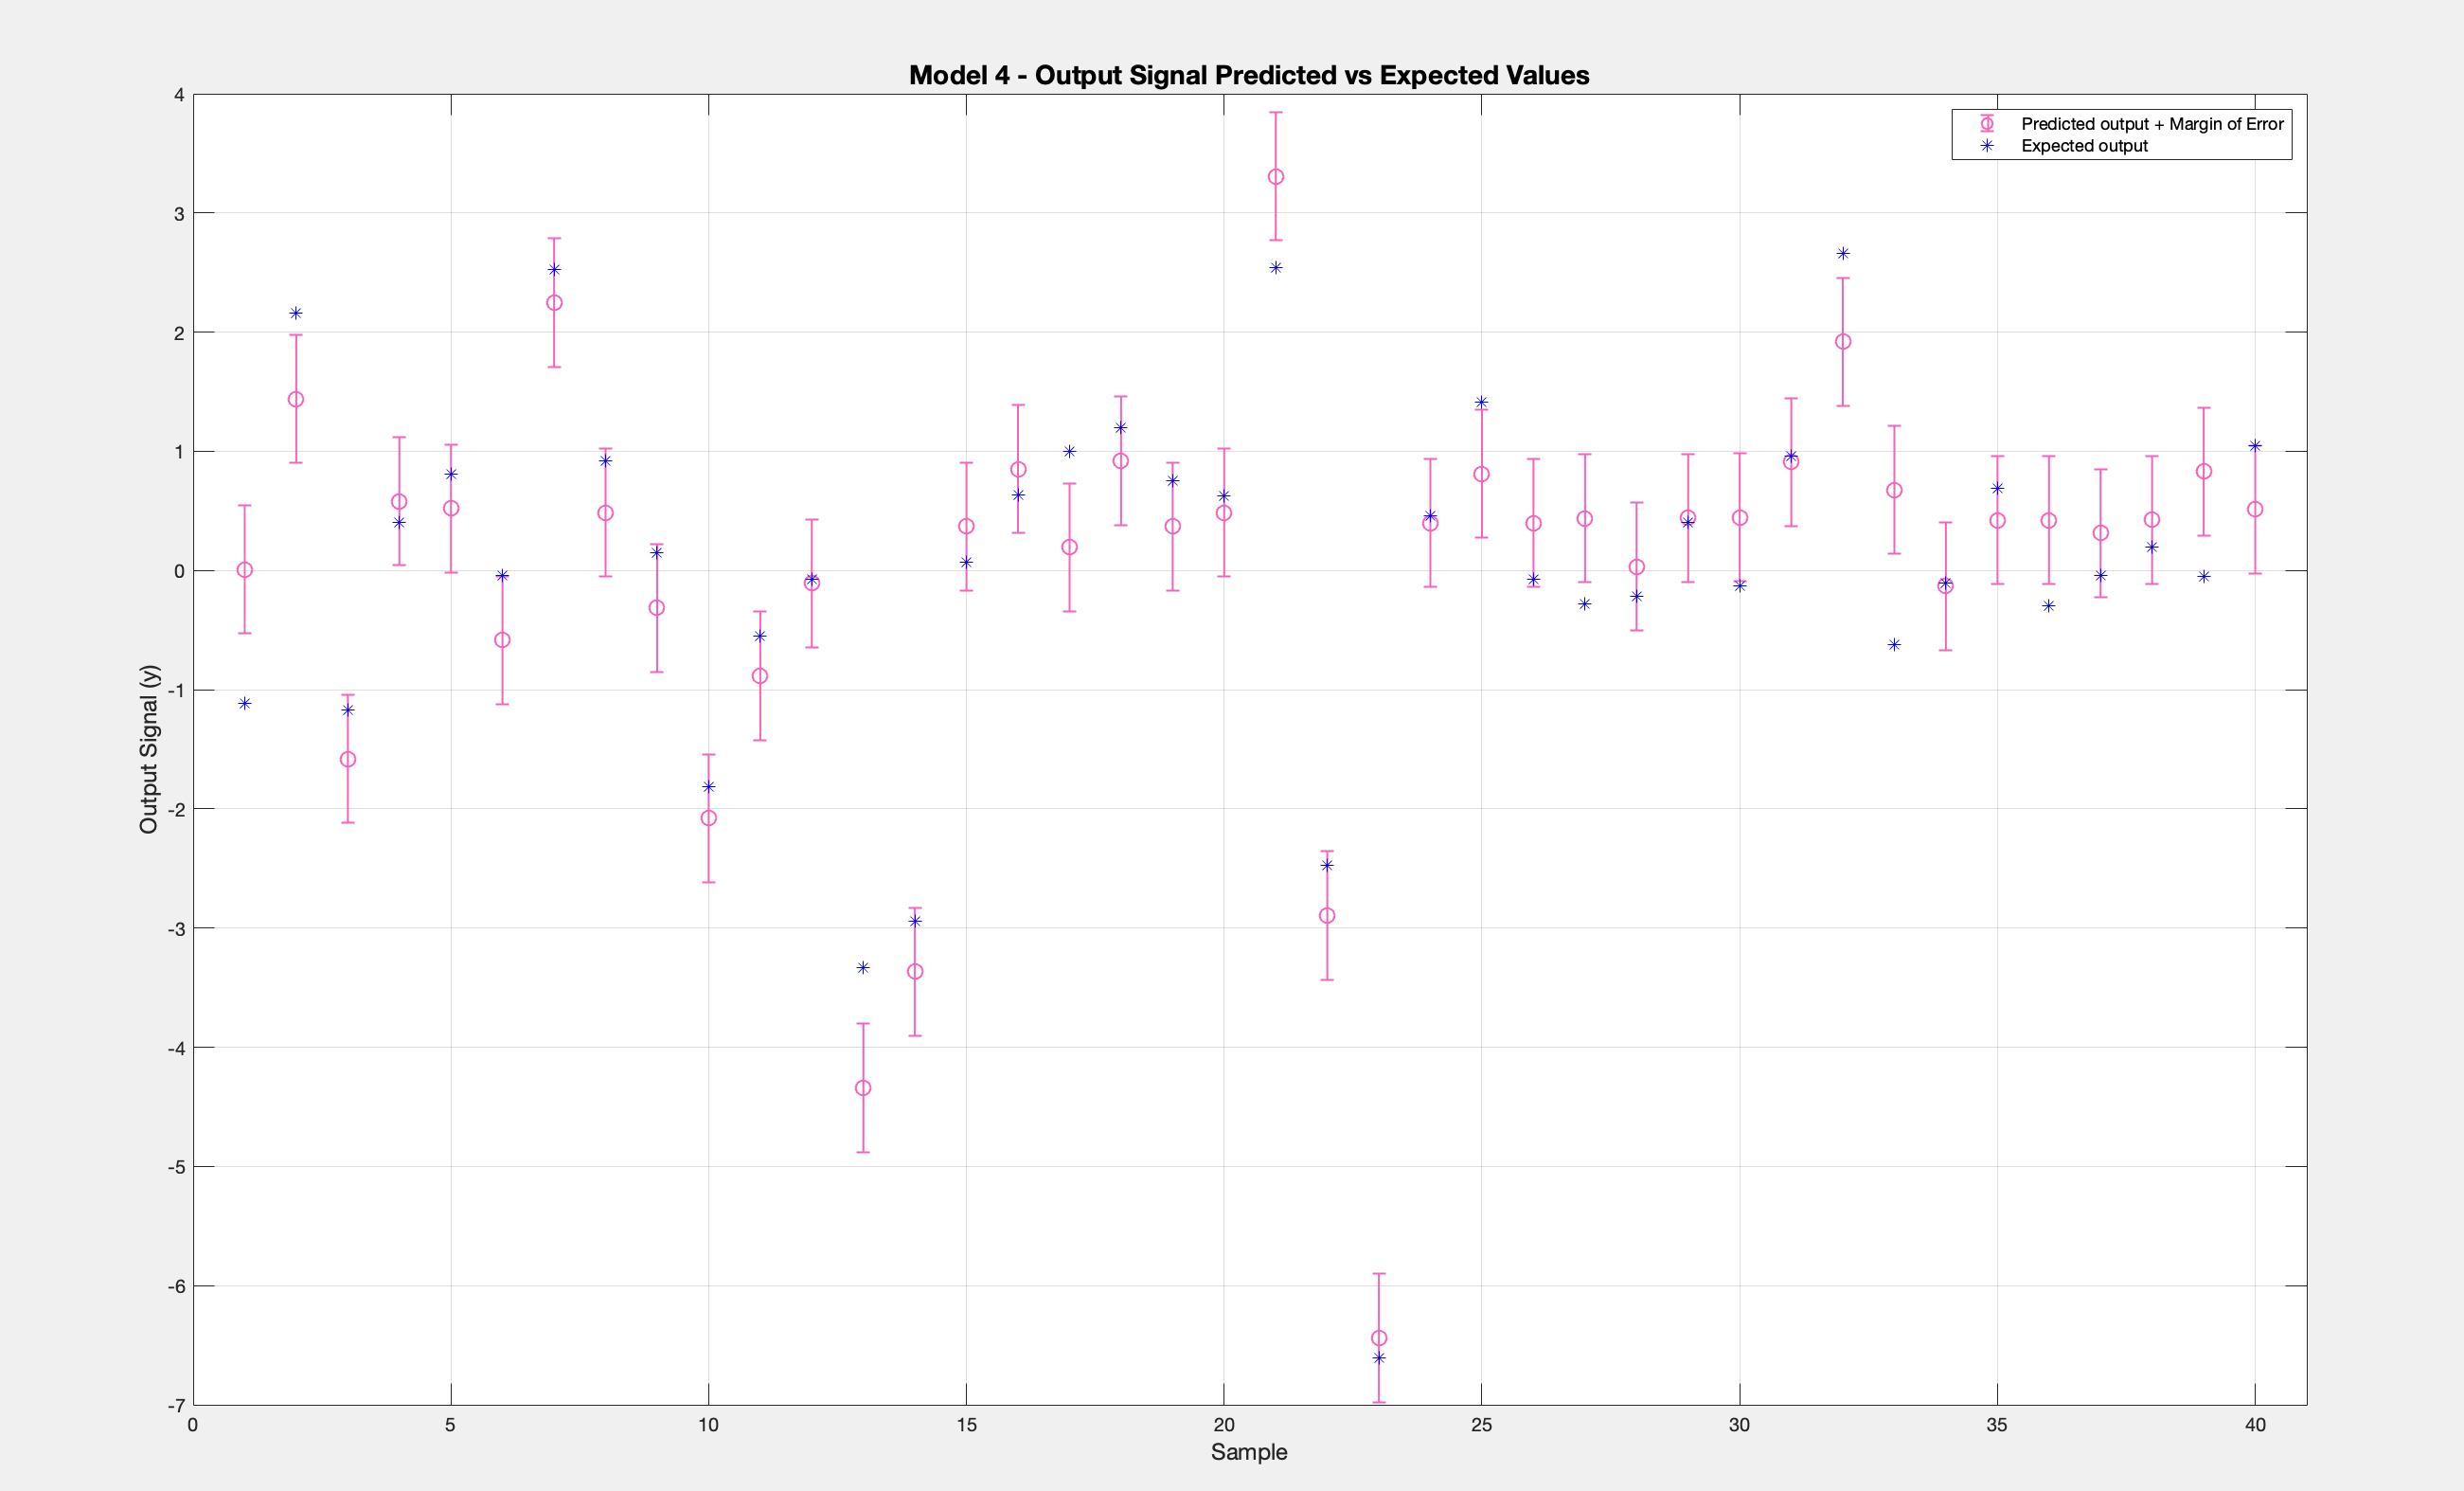 Model 4 - Output Signal Predicted vs Expected Values
Predicted output + Margin of Error
Expected output
4
3
2
1
0
-1
-2
-3
-4
-5
-6
-7
Output Signal (y)
0 5 10 15 20 25 30 35 40
Sample